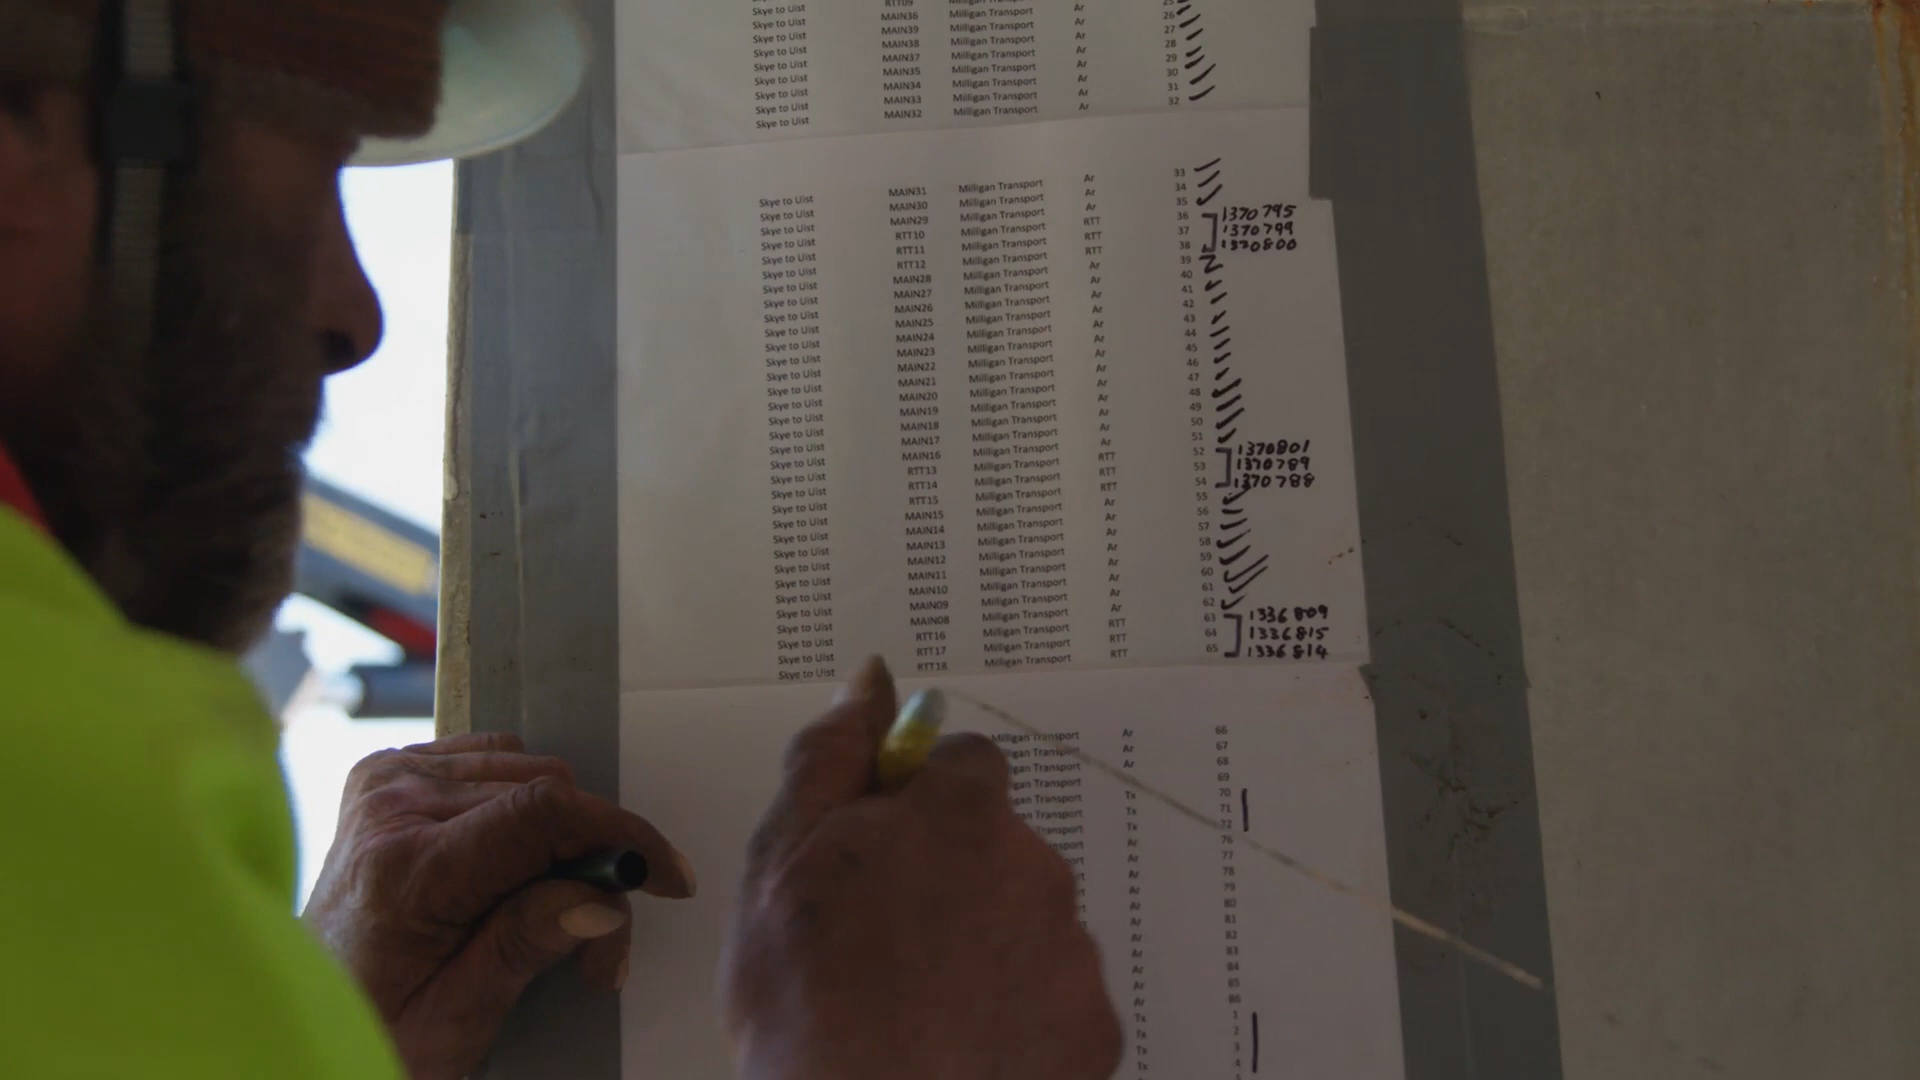 Skye to Uist RTT09 Milligan Transport
Skye to Uist MAIN36 Milligan Transport Ar 25
Skye to Uist MAIN39 Milligan Transport Ar 26
Skye to Uist MAIN38 Milligan Transport Ar 27
Skye to Uist MAIN37 Milligan Transport Ar 28
Skye to Uist MAIN35 Milligan Transport Ar 29
Skye to Uist MAIN34 Milligan Transport Ar 30
Skye to Uist MAIN33 Milligan Transport Ar 31
Skye to Uist MAIN32 Milligan Transport Ar 32
Skye to Uist MAIN31 Milligan Transport Ar 33
Skye to Uist MAIN30 Milligan Transport Ar 34
Skye to Uist MAIN29 Milligan Transport Ar 35
Skye to Uist RTT10 Milligan Transport RTT 36 1370795
Skye to Uist RTT11 Milligan Transport RTT 37 1370799
Skye to Uist RTT12 Milligan Transport RTT 38 1370800
Skye to Uist MAIN28 Milligan Transport Ar 39
Skye to Uist MAIN27 Milligan Transport Ar 40
Skye to Uist MAIN26 Milligan Transport Ar 41
Skye to Uist MAIN25 Milligan Transport Ar 42
Skye to Uist MAIN24 Milligan Transport Ar 43
Skye to Uist MAIN23 Milligan Transport Ar 44
Skye to Uist MAIN22 Milligan Transport Ar 45
Skye to Uist MAIN21 Milligan Transport Ar 46
Skye to Uist MAIN20 Milligan Transport Ar 47
Skye to Uist MAIN19 Milligan Transport Ar 48
Skye to Uist MAIN18 Milligan Transport Ar 49
Skye to Uist MAIN17 Milligan Transport Ar 50
Skye to Uist MAIN16 Milligan Transport Ar 51
Skye to Uist RTT13 Milligan Transport RTT 52 1370801
Skye to Uist RTT14 Milligan Transport RTT 53 1370789
Skye to Uist RTT15 Milligan Transport RTT 54 1370788
Skye to Uist MAIN15 Milligan Transport Ar 55
Skye to Uist MAIN14 Milligan Transport Ar 56
Skye to Uist MAIN13 Milligan Transport Ar 57
Skye to Uist MAIN12 Milligan Transport Ar 58
Skye to Uist MAIN11 Milligan Transport Ar 59
Skye to Uist MAIN10 Milligan Transport Ar 60
Skye to Uist MAIN09 Milligan Transport Ar 61
Skye to Uist MAIN08 Milligan Transport Ar 62
Skye to Uist RTT16 Milligan Transport RTT 63 1336809
Skye to Uist RTT17 Milligan Transport RTT 64 1336815
Skye to Uist RTT18 Milligan Transport RTT 65 1336814
Milligan Transport Ar 66
Transport Ar 67
Transport Ar 68
Transport 69
Transport Tx 70
Transport Tx 71
Transport Tx 72
Ar 76
Ar 77
Ar 78
Ar 79
Ar 80
Ar 81
Ar 82
Ar 83
Ar 84
Ar 85
Ar 86
Tx 1
Tx 2
Tx 3
Tx 4